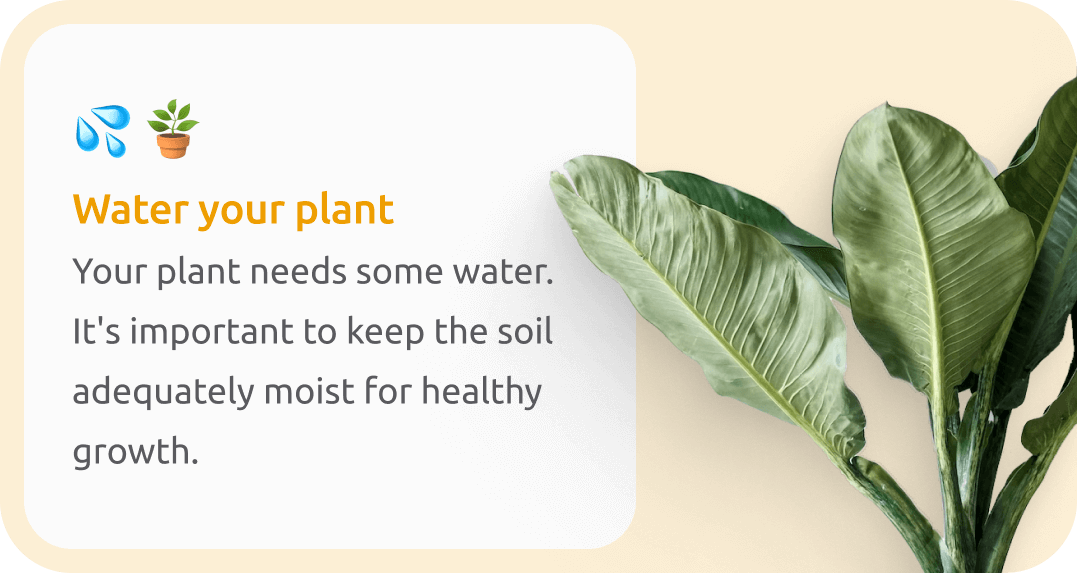 Water your plant
Your plant needs some water.
It's important to keep the soil
adequately moist for healthy
growth.